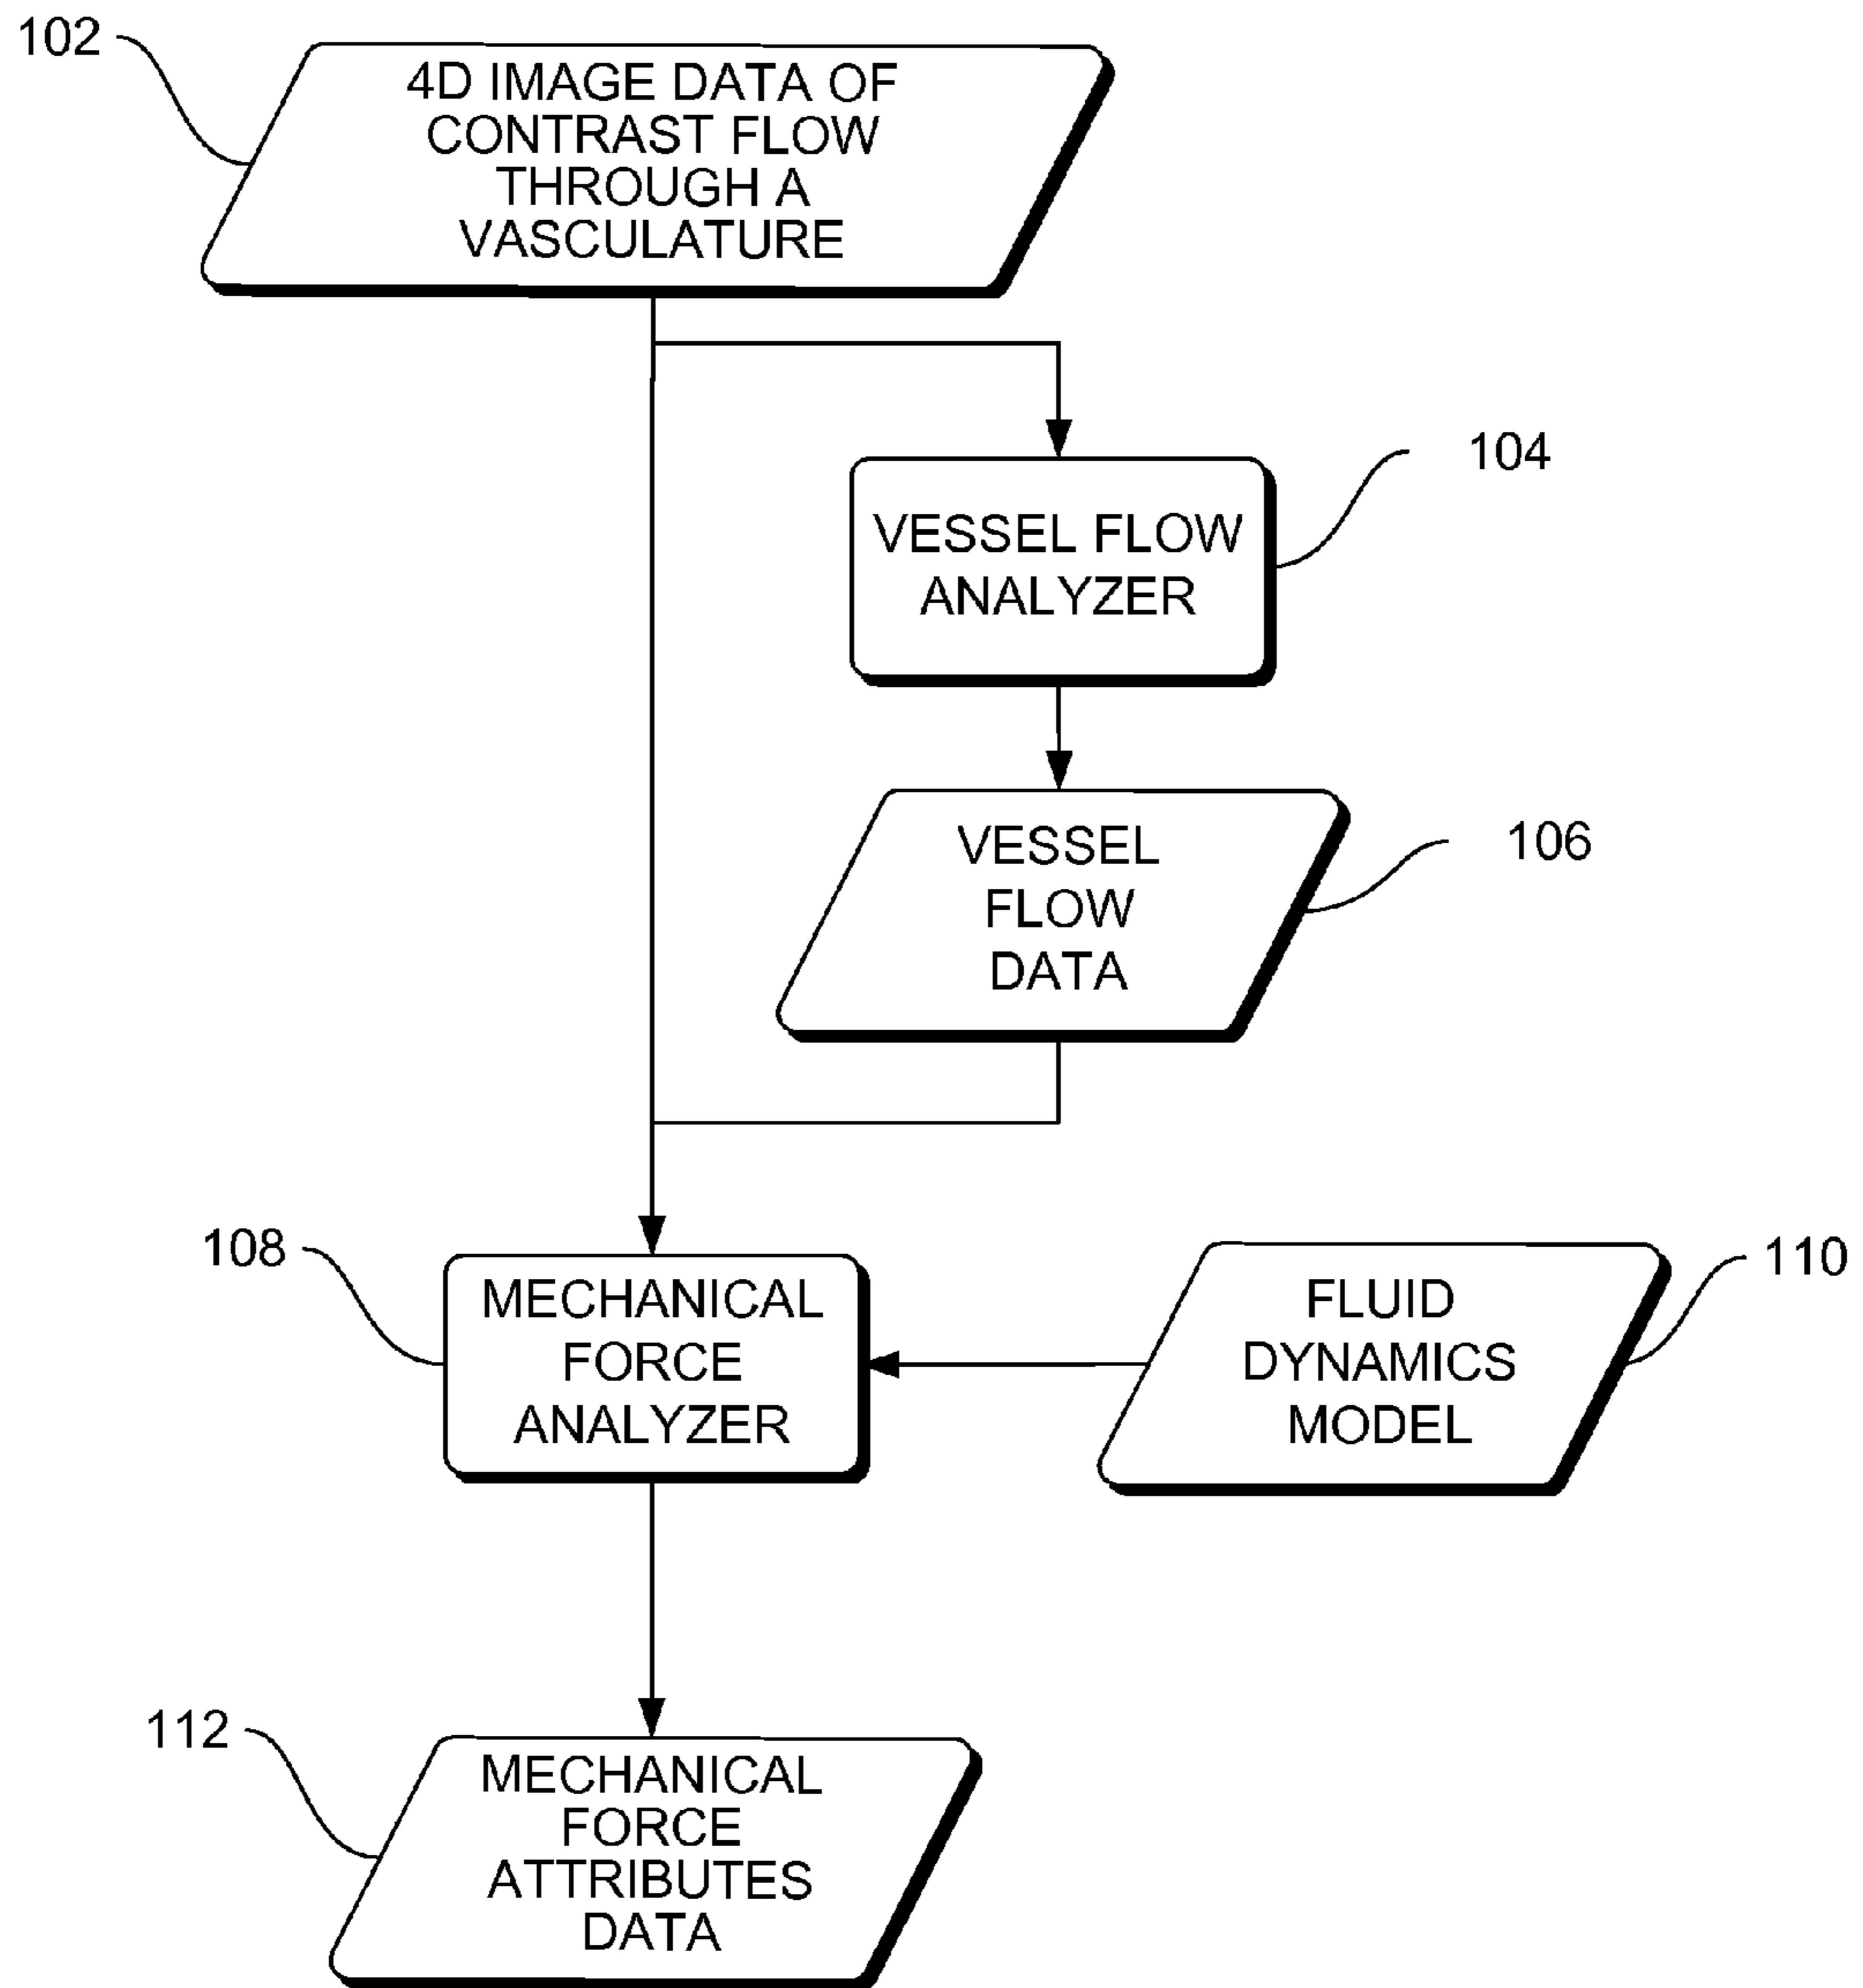 102
4D IMAGE DATA OF
CONTRAST FLOW
THROUGH A
VASCULATURE
104
VESSEL FLOW
ANALYZER
106
VESSEL
FLOW
DATA
108
MECHANICAL
FORCE
ANALYZER
110
FLUID
DYNAMICS
MODEL
112
MECHANICAL
FORCE
ATTRIBUTES
DATA